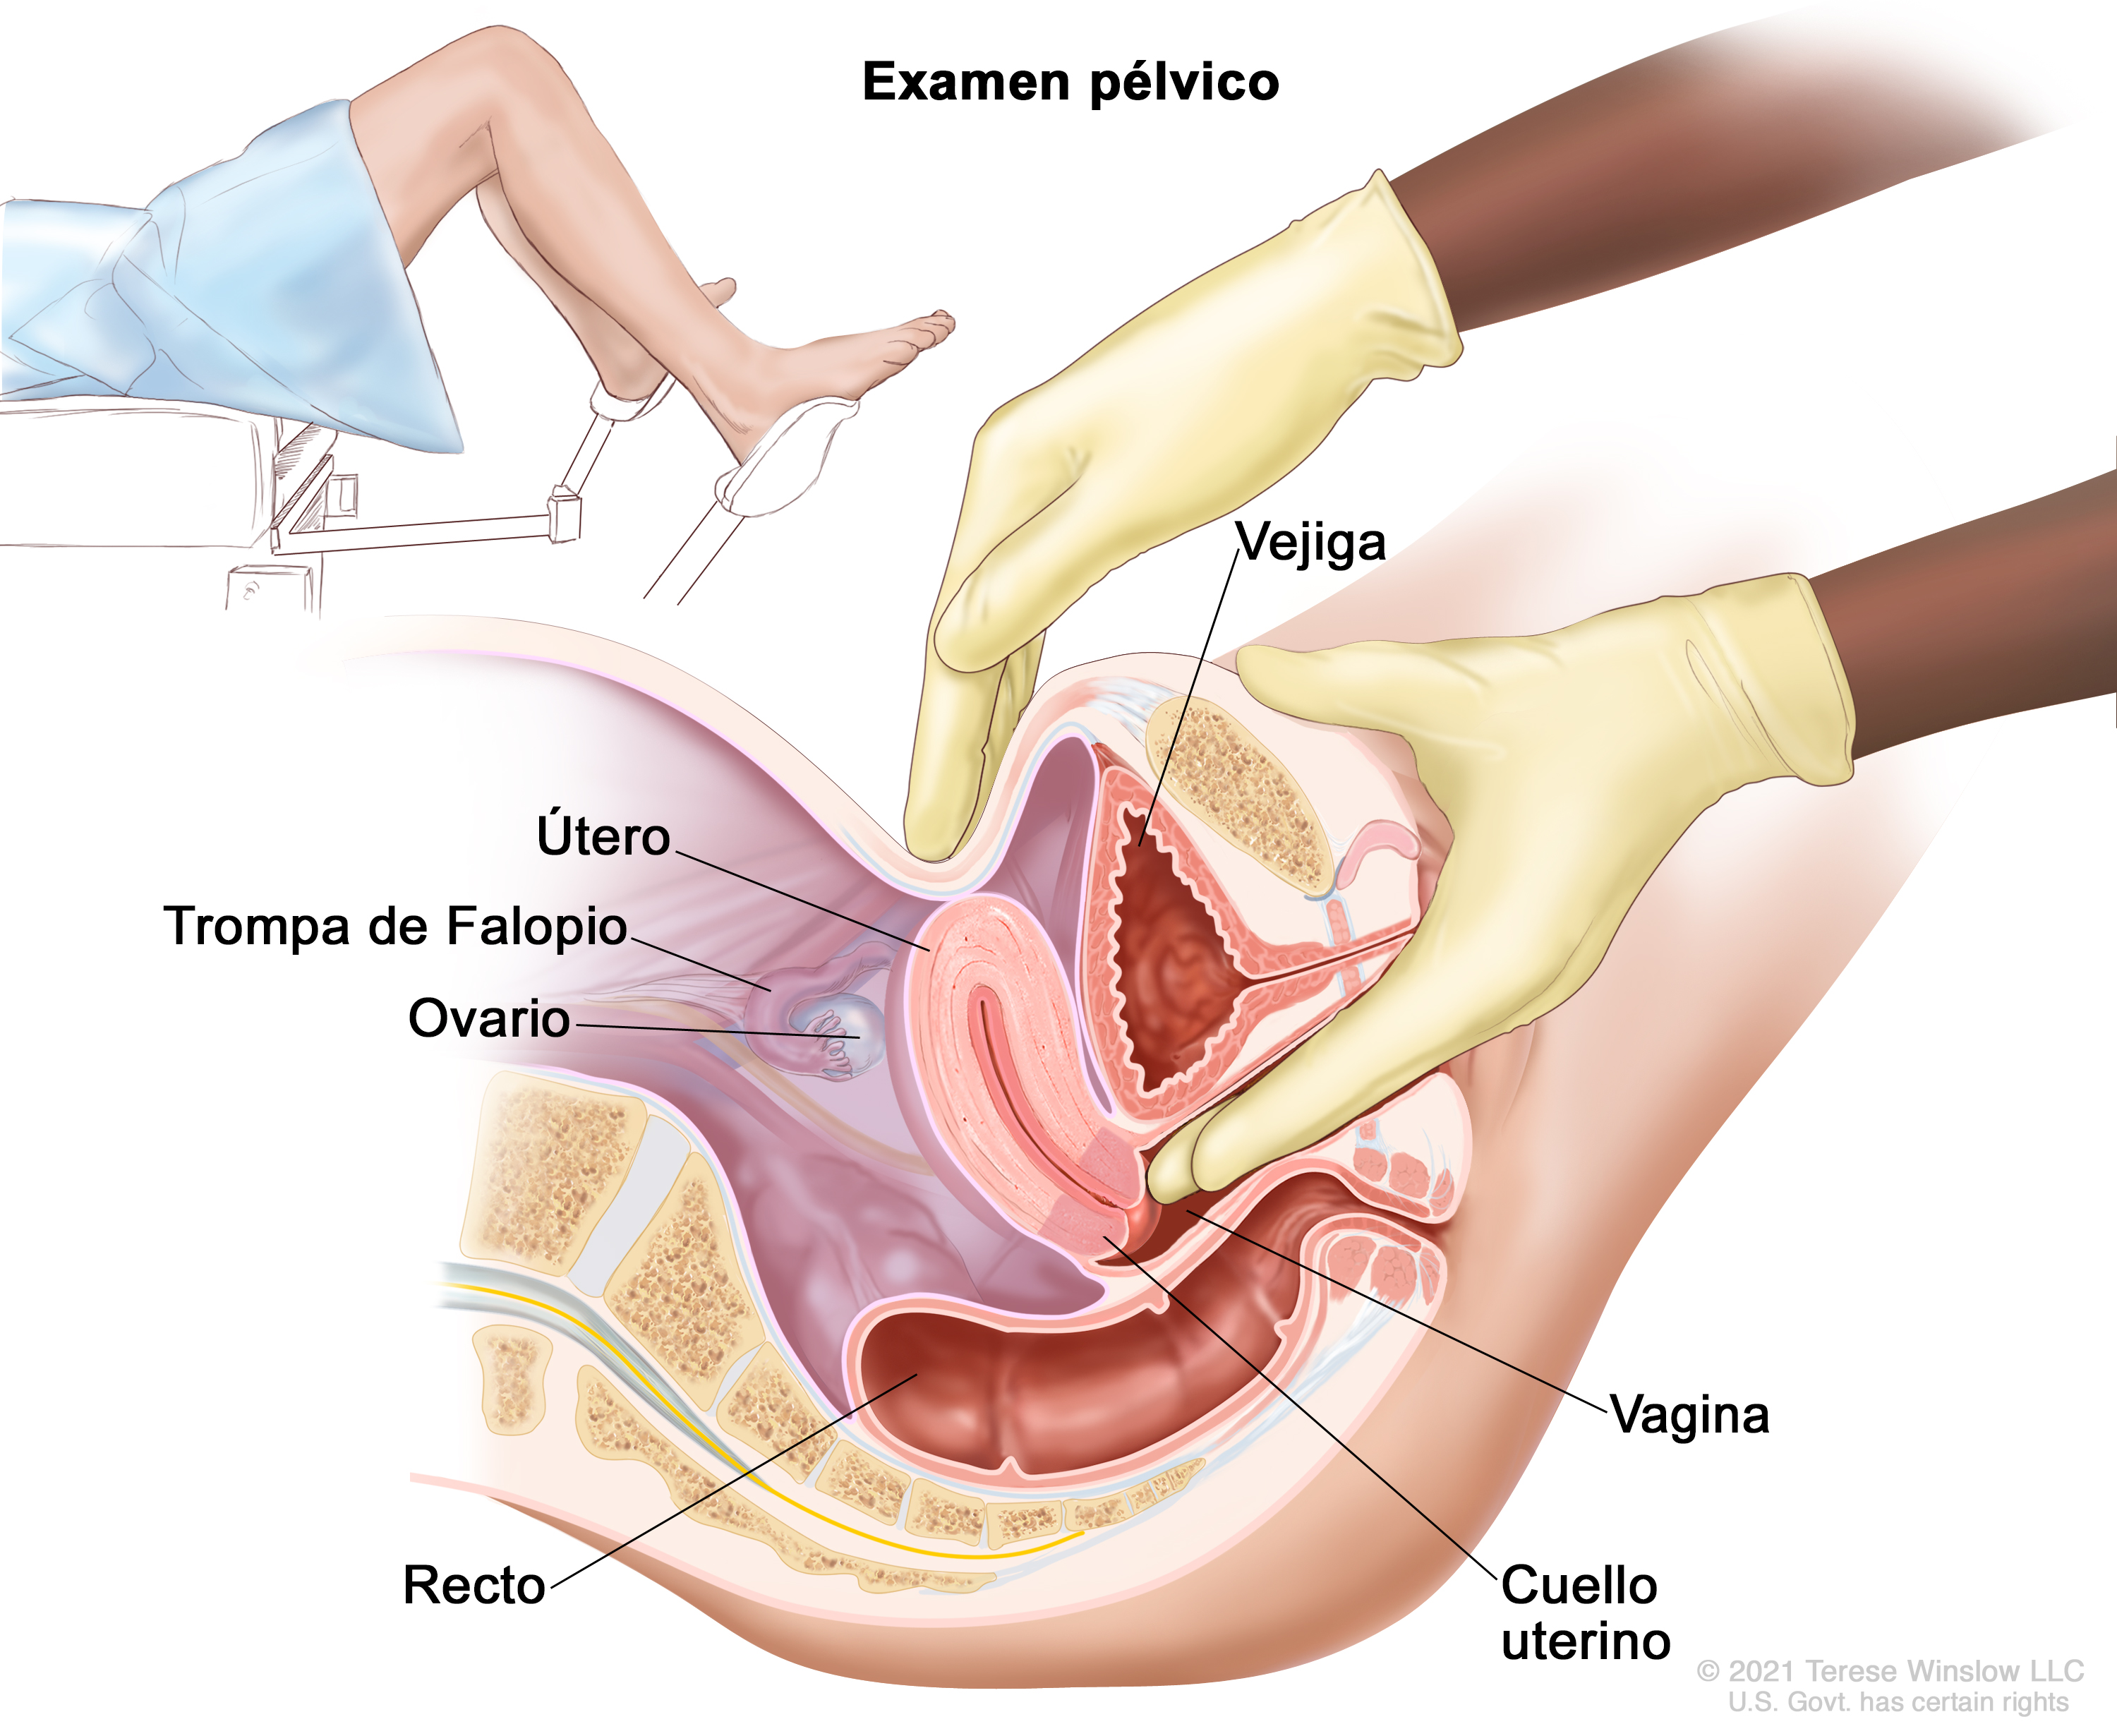 Examen pélvico
Vejiga
Útero
Trompa de Falopio
Ovario
Vagina
Recto
Cuello
uterino
© 2021 Terese Winslow LLC
U.S. Govt. has certain rights